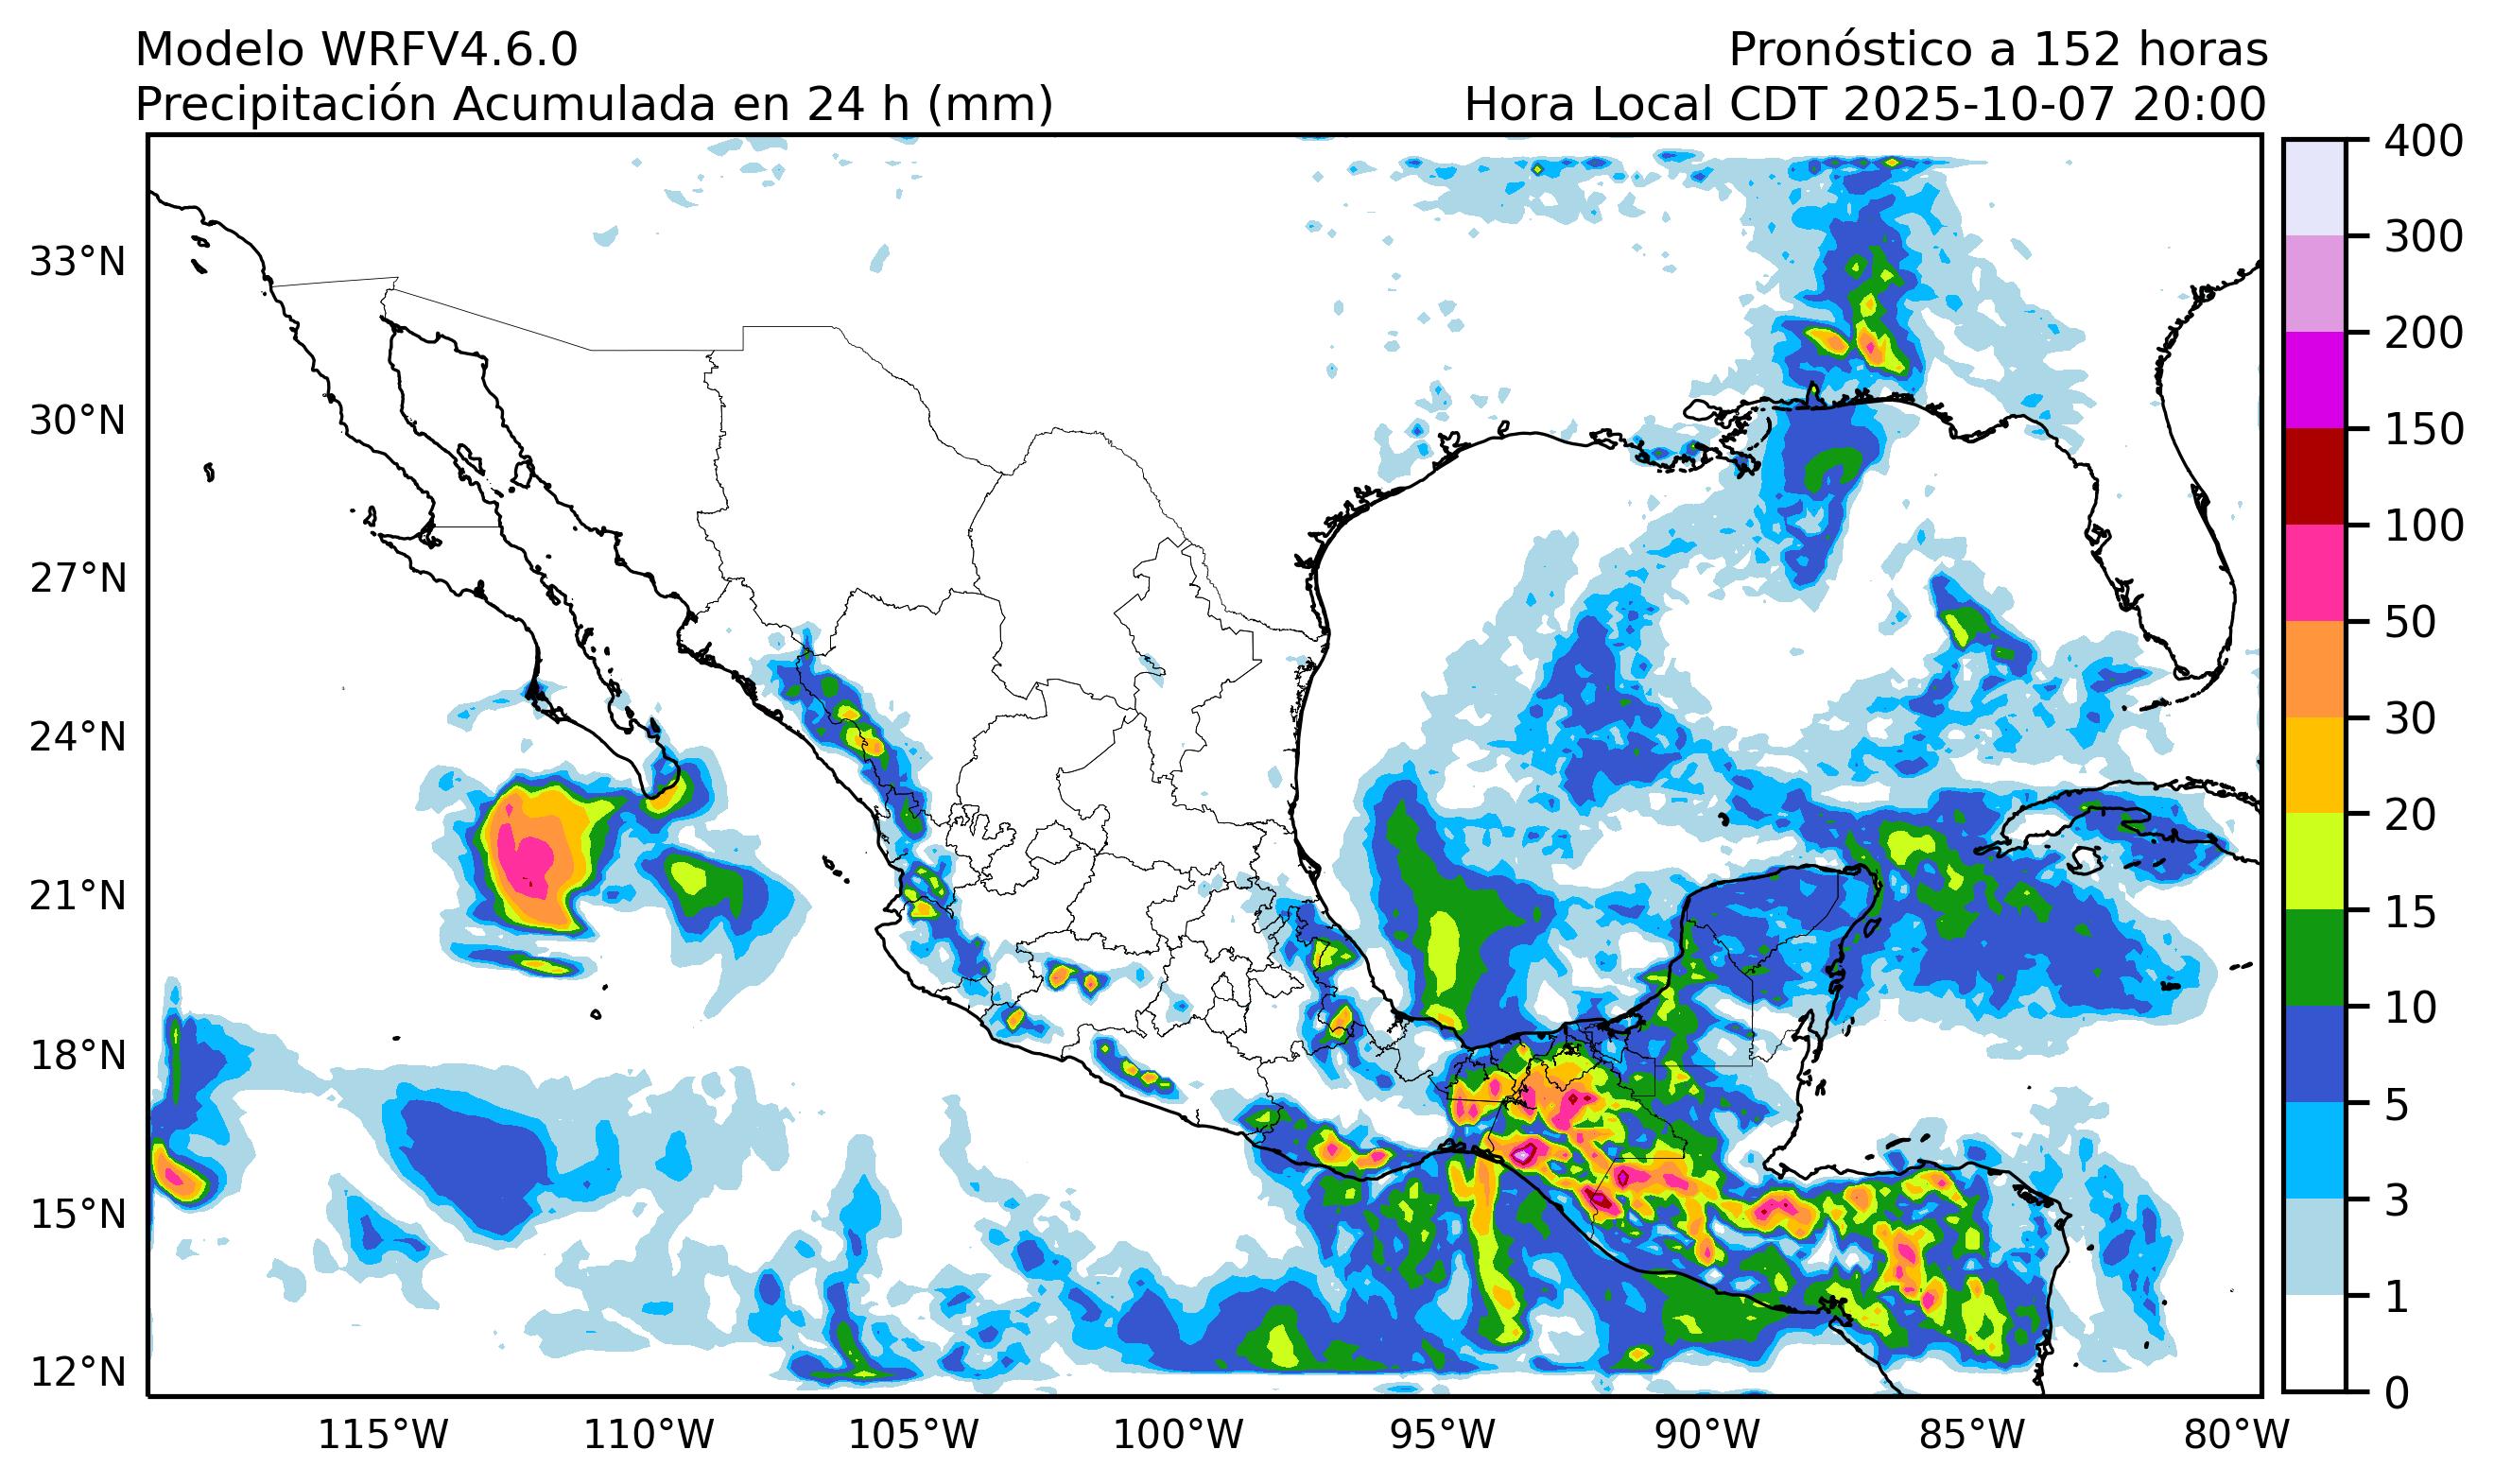 Modelo WRFV4.6.0
Pronóstico a 152 horas
Precipitación Acumulada en 24 h (mm)
Hora Local CDT 2025-10-07 20:00
33°N
30°N
27°N
24°N
21°N
18°N
15°N
12°N
115°W
110°W
105°W
100°W
95°W
90°W
85°W
80°W
400
300
200
150
100
50
30
20
15
10
5
3
1
0